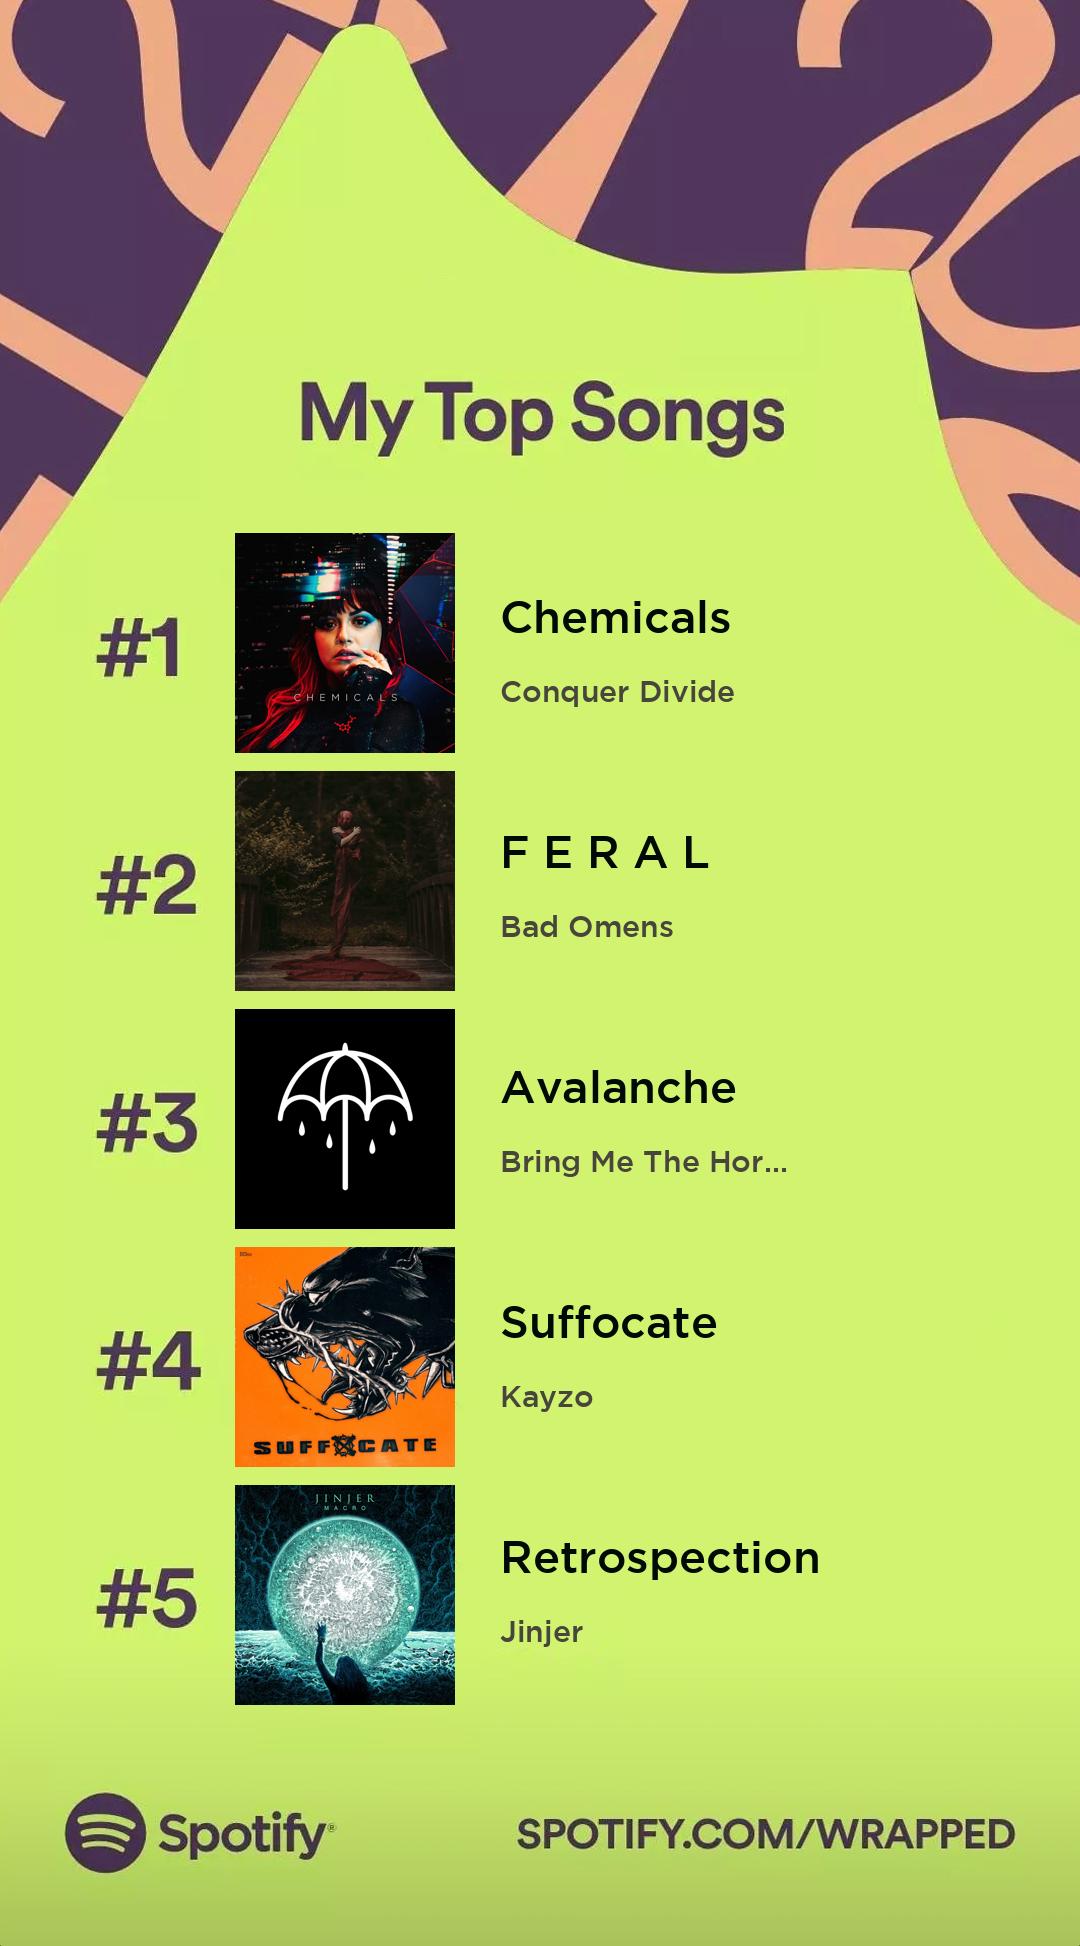 My Top Songs
#1
CHEMICALS
Chemicals
Conquer Divide
#2
F E R A L
Bad Omens
#3
Avalanche
Bring Me The Hor...
#4
SUFFOCATE
Suffocate
Kayzo
#5
JINJER
MACRO
Retrospection
Jinjer
Spotify®
SPOTIFY.COM/WRAPPED